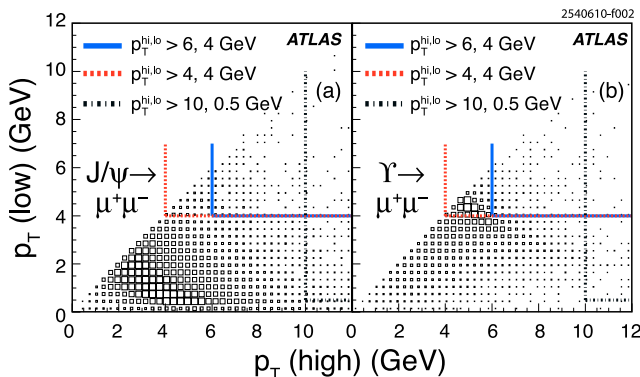 2540610-f002
12
10
8
6
4
2
0
p_T (low) (GeV)
ATLAS
p_T^{hi,lo} > 6, 4 GeV
p_T^{hi,lo} > 4, 4 GeV
p_T^{hi,lo} > 10, 0.5 GeV
(a)
J/ψ→
μ⁺μ⁻
ATLAS
p_T^{hi,lo} > 6, 4 GeV
p_T^{hi,lo} > 4, 4 GeV
p_T^{hi,lo} > 10, 0.5 GeV
(b)
ϒ→
μ⁺μ⁻
0 2 4 6 8 10 0 2 4 6 8 10 12
p_T (high) (GeV)